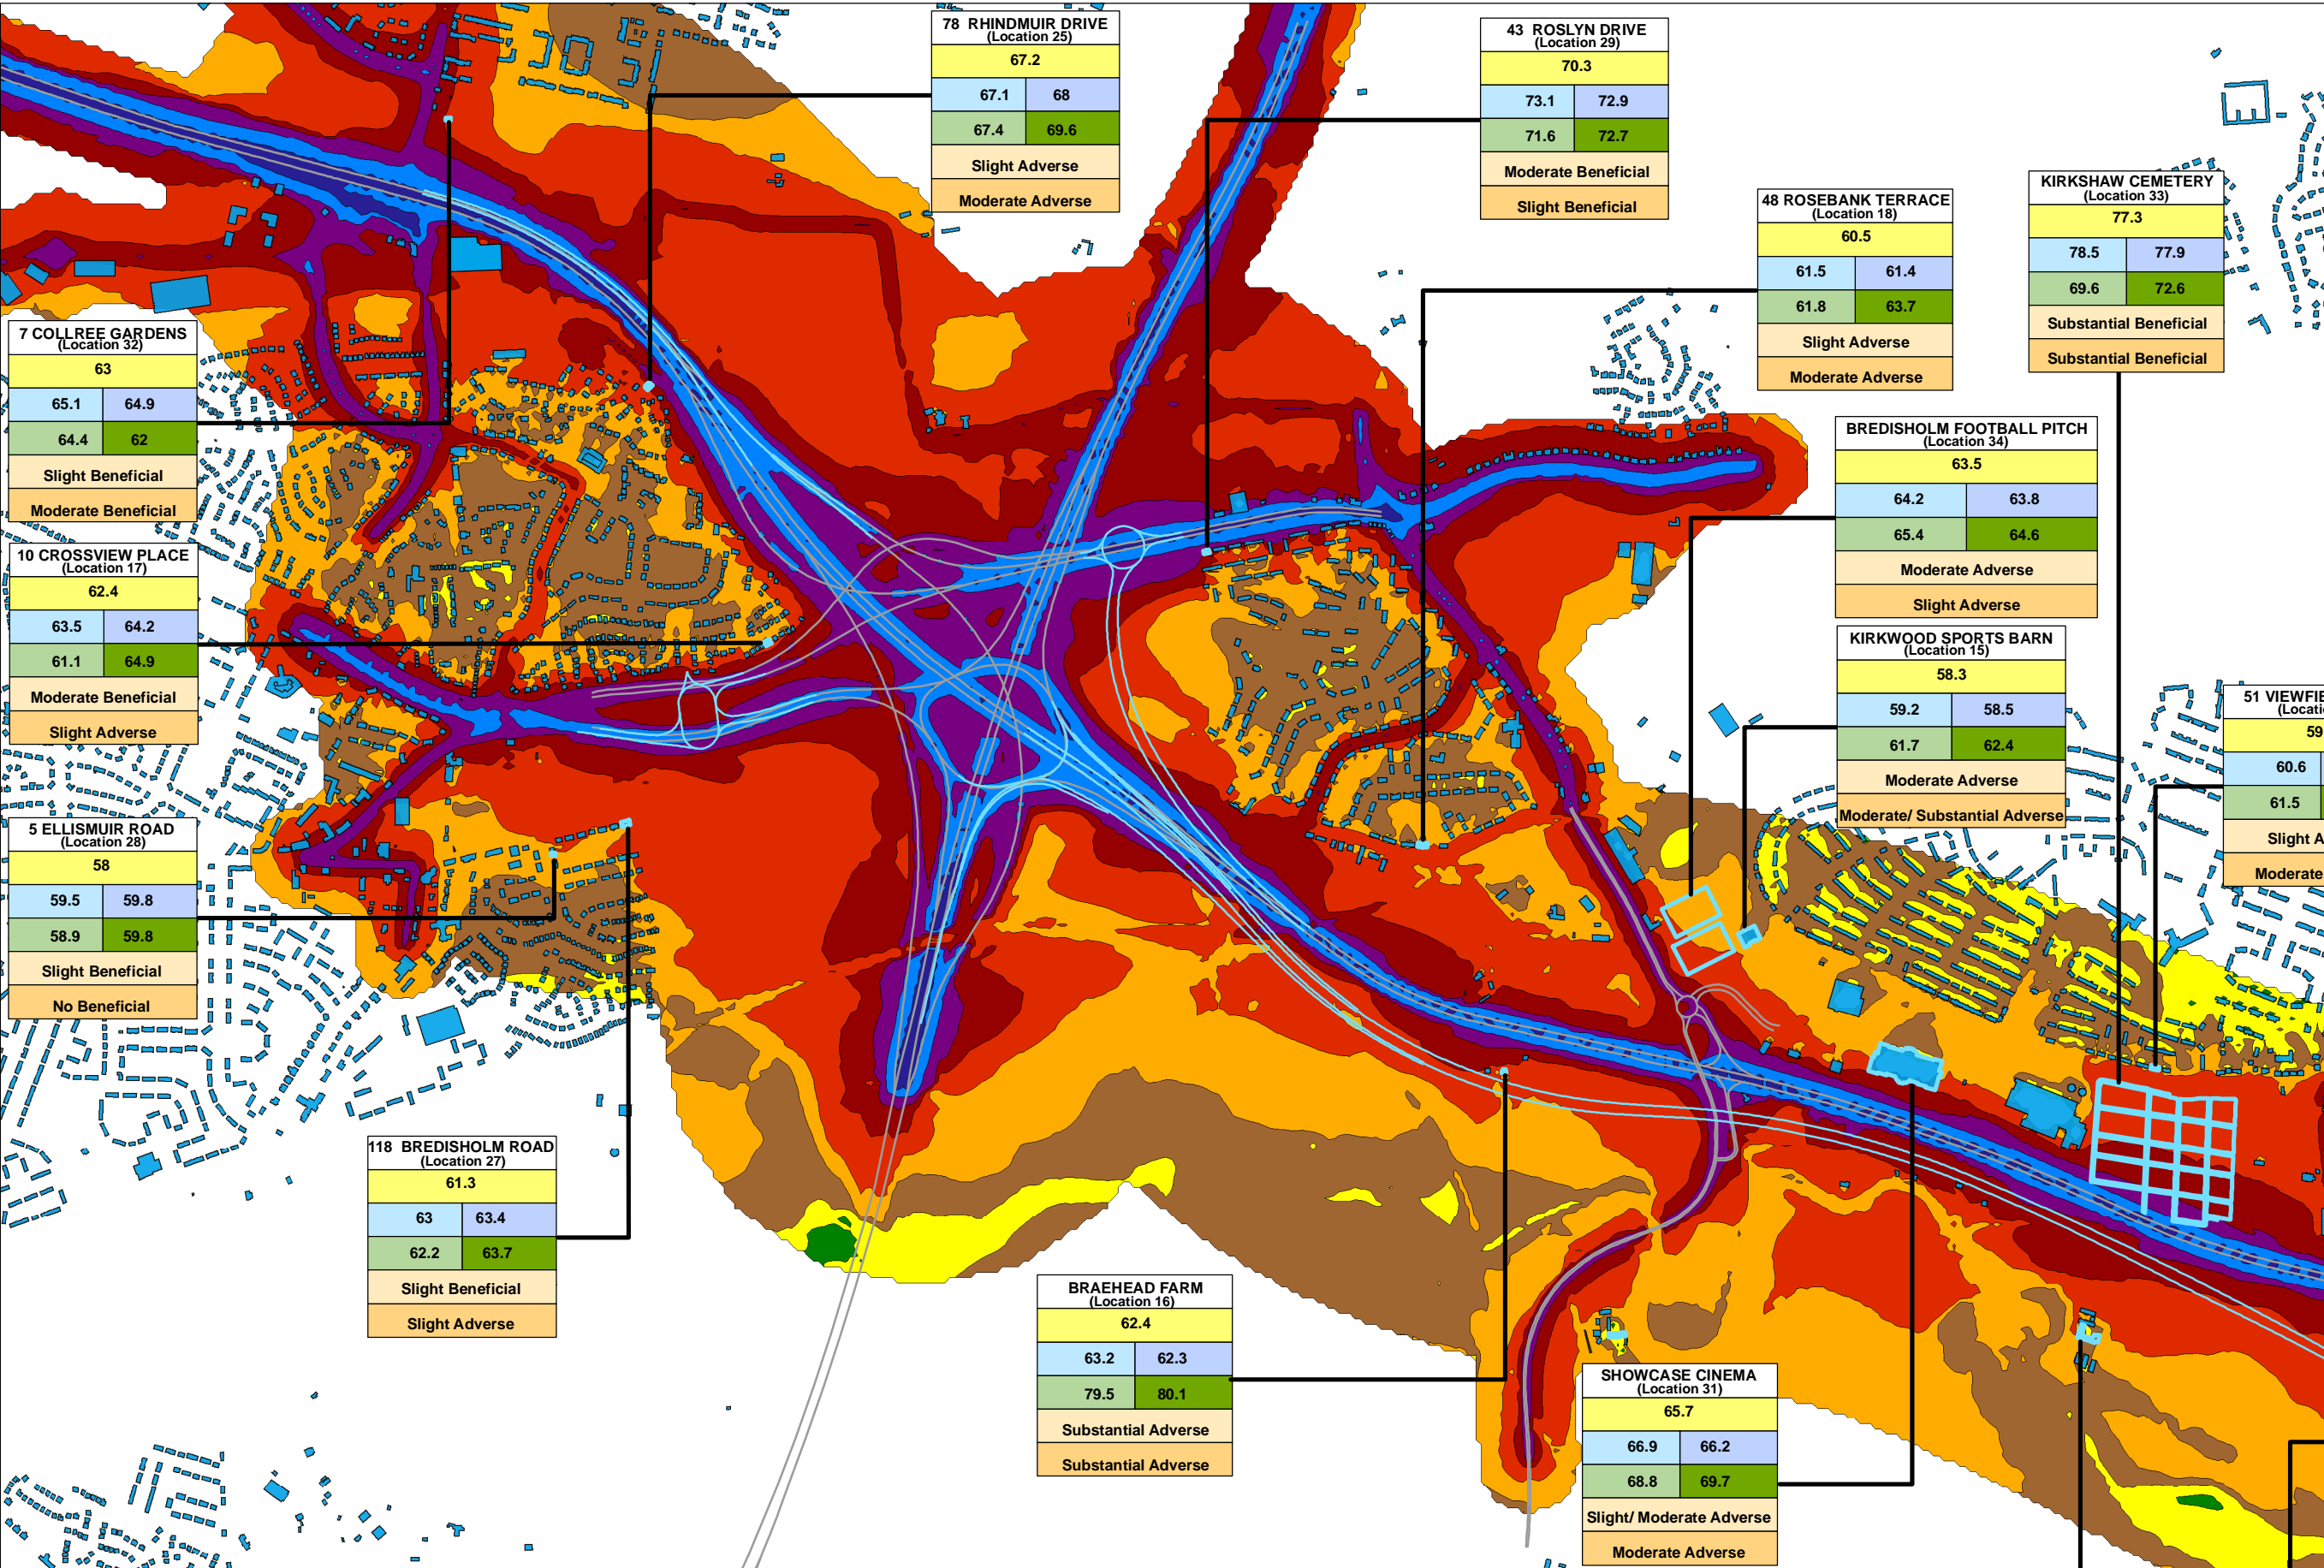 78 RHINDMUIR DRIVE
(Location 25)
67.2
67.1 68
67.4 69.6
Slight Adverse
Moderate Adverse
43 ROSLYN DRIVE
(Location 29)
70.3
73.1 72.9
71.6 72.7
Moderate Beneficial
Slight Beneficial
48 ROSEBANK TERRACE
(Location 18)
60.5
61.5 61.4
61.8 63.7
Slight Adverse
Moderate Adverse
KIRKSHAW CEMETERY
(Location 33)
77.3
78.5 77.9
69.6 72.6
Substantial Beneficial
Substantial Beneficial
7 COLLREE GARDENS
(Location 32)
63
65.1 64.9
64.4 62
Slight Beneficial
Moderate Beneficial
BREDISHOLM FOOTBALL PITCH
(Location 34)
63.5
64.2 63.8
65.4 64.6
Moderate Adverse
Slight Adverse
10 CROSSVIEW PLACE
(Location 17)
62.4
63.5 64.2
61.1 64.9
Moderate Beneficial
Slight Adverse
KIRKWOOD SPORTS BARN
(Location 15)
58.3
59.2 58.5
61.7 62.4
Moderate Adverse
Moderate/ Substantial Adverse
51 VIEWFIE
(Locati
59
60.6
61.5
Slight A
Moderate
5 ELLISMUIR ROAD
(Location 28)
58
59.5 59.8
58.9 59.8
Slight Beneficial
No Beneficial
118 BREDISHOLM ROAD
(Location 27)
61.3
63 63.4
62.2 63.7
Slight Beneficial
Slight Adverse
BRAEHEAD FARM
(Location 16)
62.4
63.2 62.3
79.5 80.1
Substantial Adverse
Substantial Adverse
SHOWCASE CINEMA
(Location 31)
65.7
66.9 66.2
68.8 69.7
Slight/ Moderate Adverse
Moderate Adverse